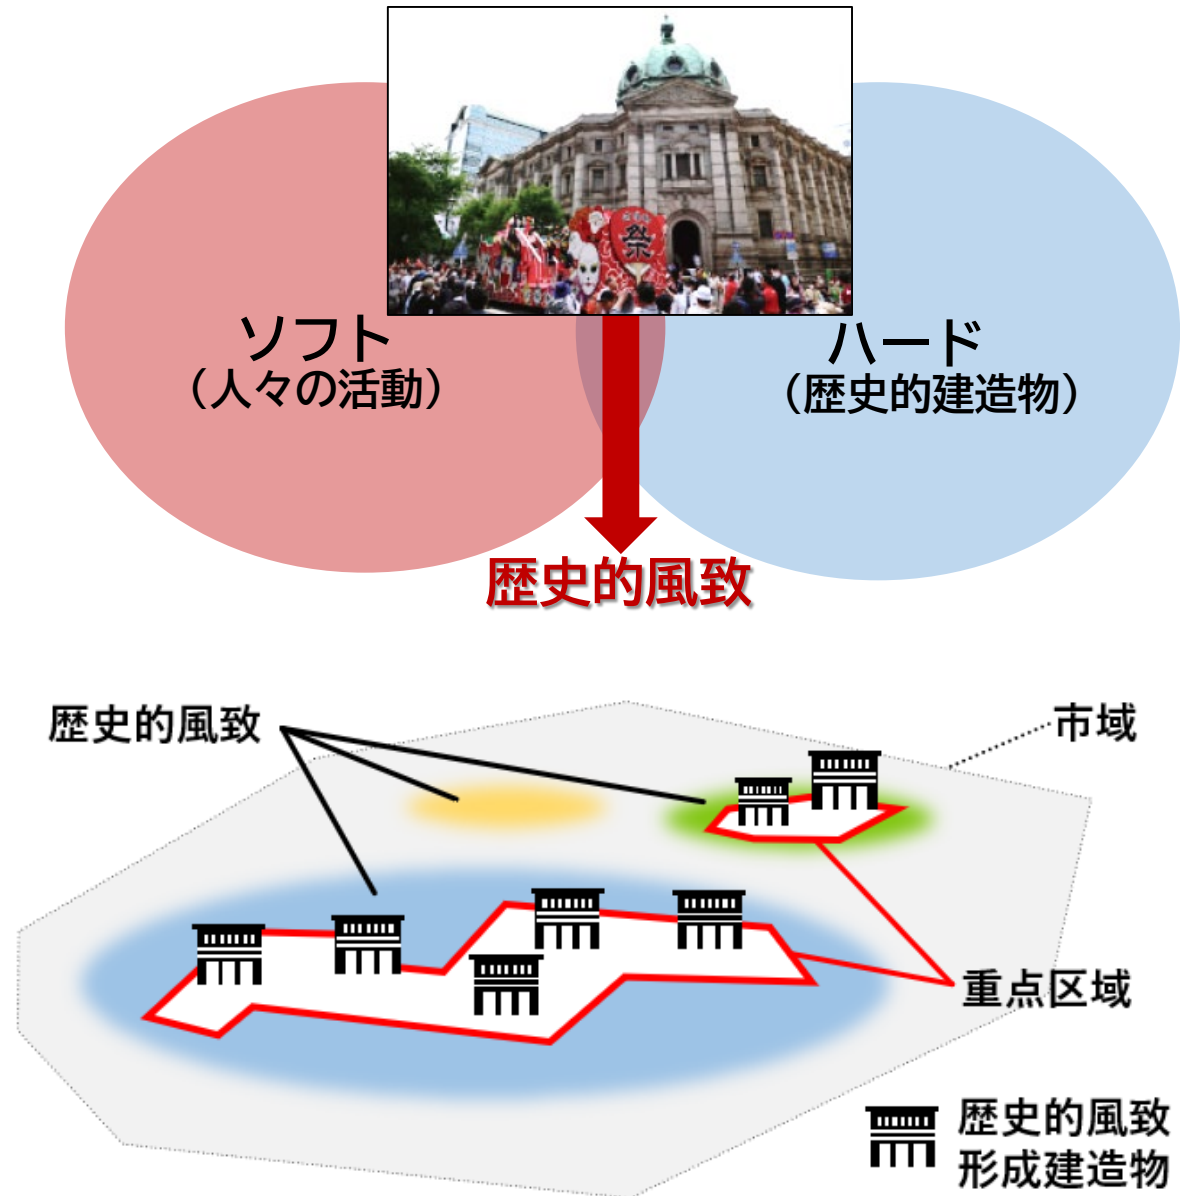 祭
ソフト
（人々の活動）
ハード
（歴史的建造物）
歴史的風致
歴史的風致
市域
重点区域
歴史的風致
形成建造物